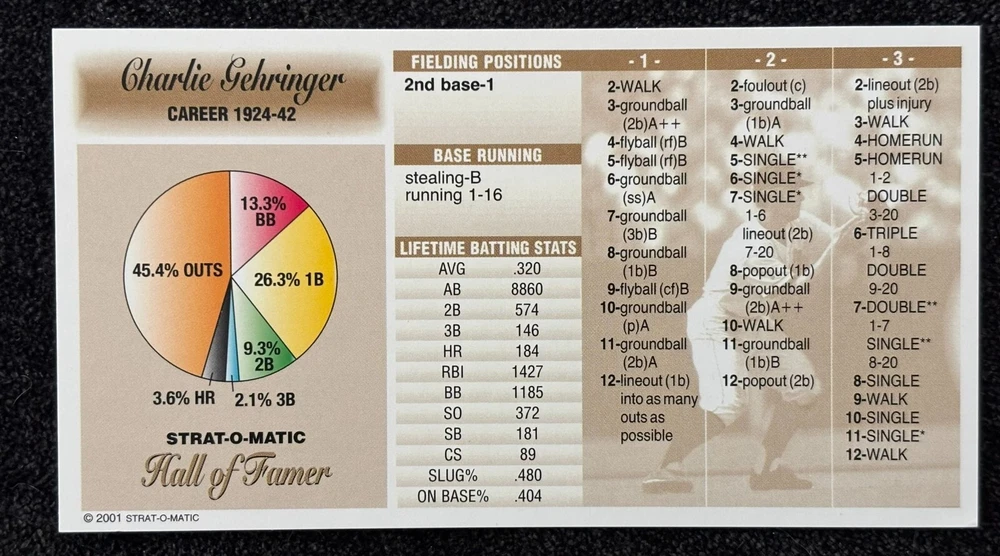 Charlie Gehringer
CAREER 1924-42
13.3%
BB
45.4% OUTS
26.3% 1B
9.3%
2B
3.6% HR
2.1% 3B
STRAT-O-MATIC
Hall of Famer
© 2001 STRAT-O-MATIC
FIELDING POSITIONS
2nd base-1
BASE RUNNING
stealing-B
running 1-16
LIFETIME BATTING STATS
AVG .320
AB 8860
2B 574
3B 146
HR 184
RBI 1427
BB 1185
SO 372
SB 181
CS 89
SLUG% .480
ON BASE% .404
- 1 -
2-WALK
3-groundball
(2b)A++
4-flyball (rf)B
5-flyball (rf)B
6-groundball
(ss)A
7-groundball
(3b)B
8-groundball
(1b)B
9-flyball (cf)B
10-groundball
(p)A
11-groundball
(2b)A
12-lineout (1b)
into as many
outs as
possible
- 2 -
2-foulout (c)
3-groundball
(1b)A
4-WALK
5-SINGLE**
6-SINGLE*
7-SINGLE*
1-6
lineout (2b)
7-20
8-popout (1b)
9-groundball
(2b)A++
10-WALK
11-groundball
(1b)B
12-popout (2b)
- 3 -
2-lineout (2b)
plus injury
3-WALK
4-HOMERUN
5-HOMERUN
1-2
DOUBLE
3-20
6-TRIPLE
1-8
DOUBLE
9-20
7-DOUBLE**
1-7
SINGLE**
8-20
8-SINGLE
9-WALK
10-SINGLE
11-SINGLE*
12-WALK